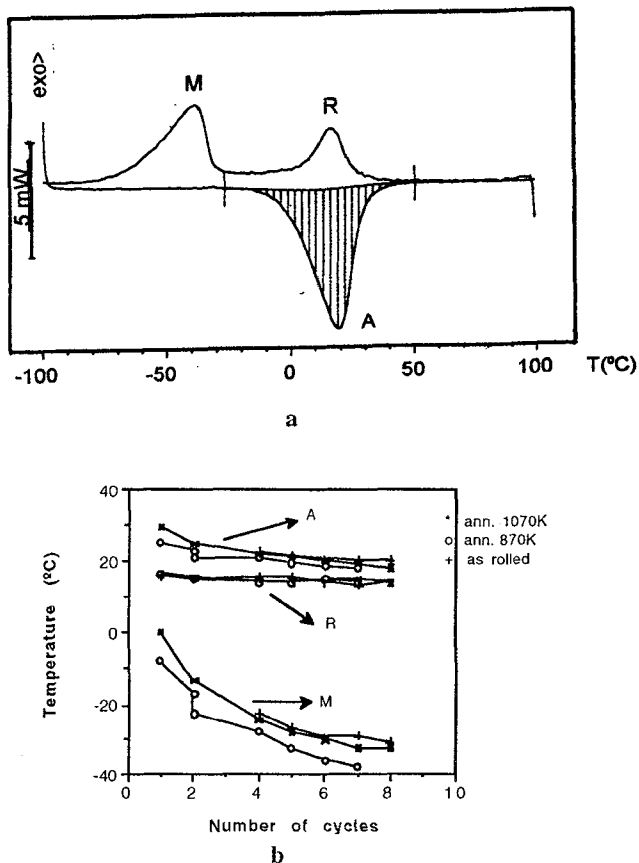 exo>
5 mW
M
R
A
-100
-50
0
50
100
T(ºC)
a
40
20
0
-20
-40
Temperature (ºC)
A
R
M
ann. 1070K
ann. 870K
+ as rolled
0
2
4
6
8
10
Number of cycles
b